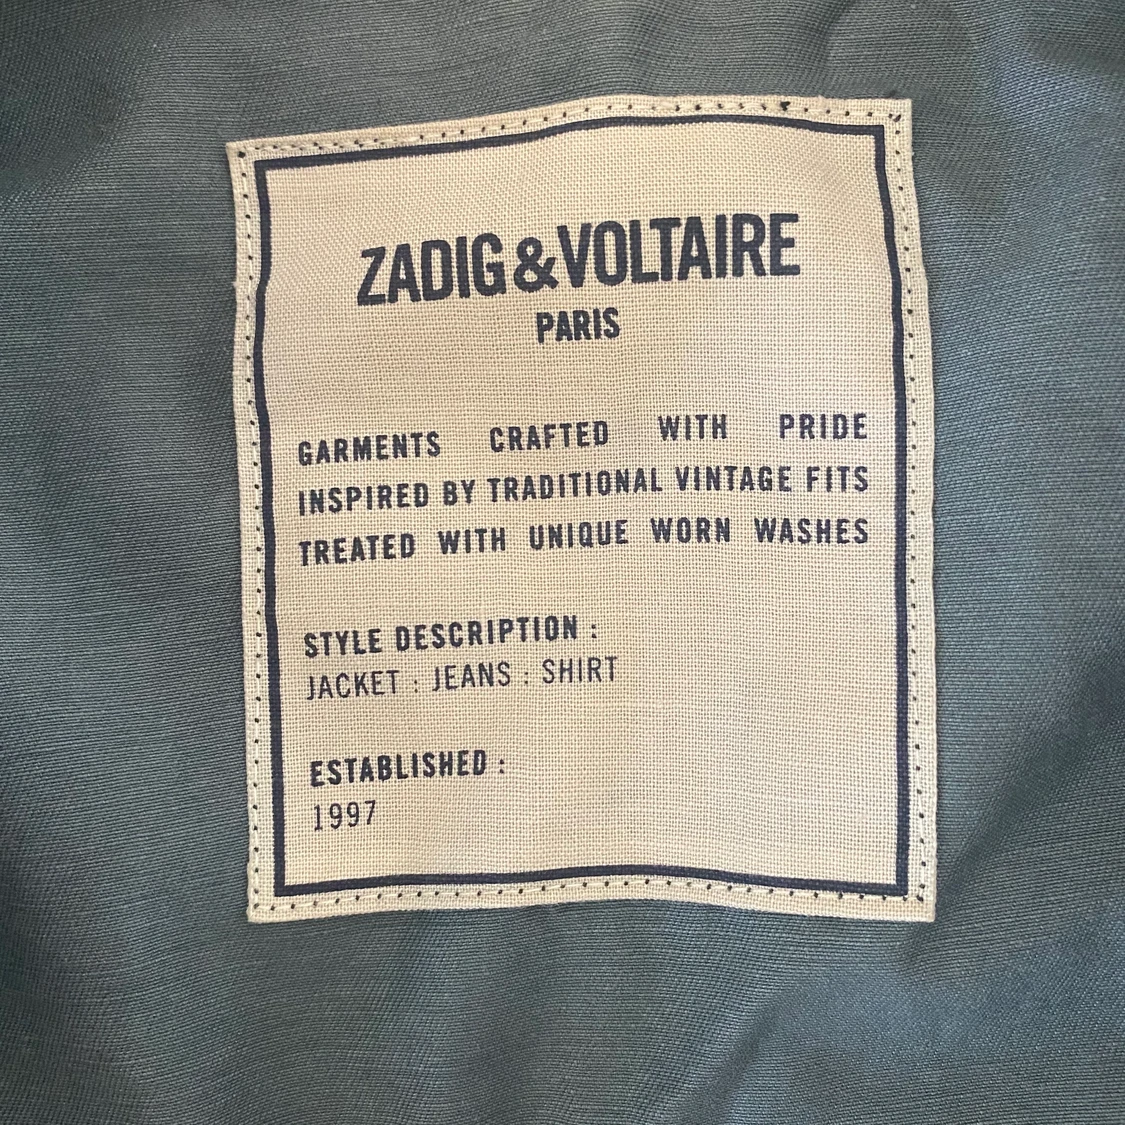 ZADIG&VOLTAIRE
PARIS
GARMENTS CRAFTED WITH PRIDE
INSPIRED BY TRADITIONAL VINTAGE FITS
TREATED WITH UNIQUE WORN WASHES
STYLE DESCRIPTION :
JACKET : JEANS : SHIRT
ESTABLISHED :
1997